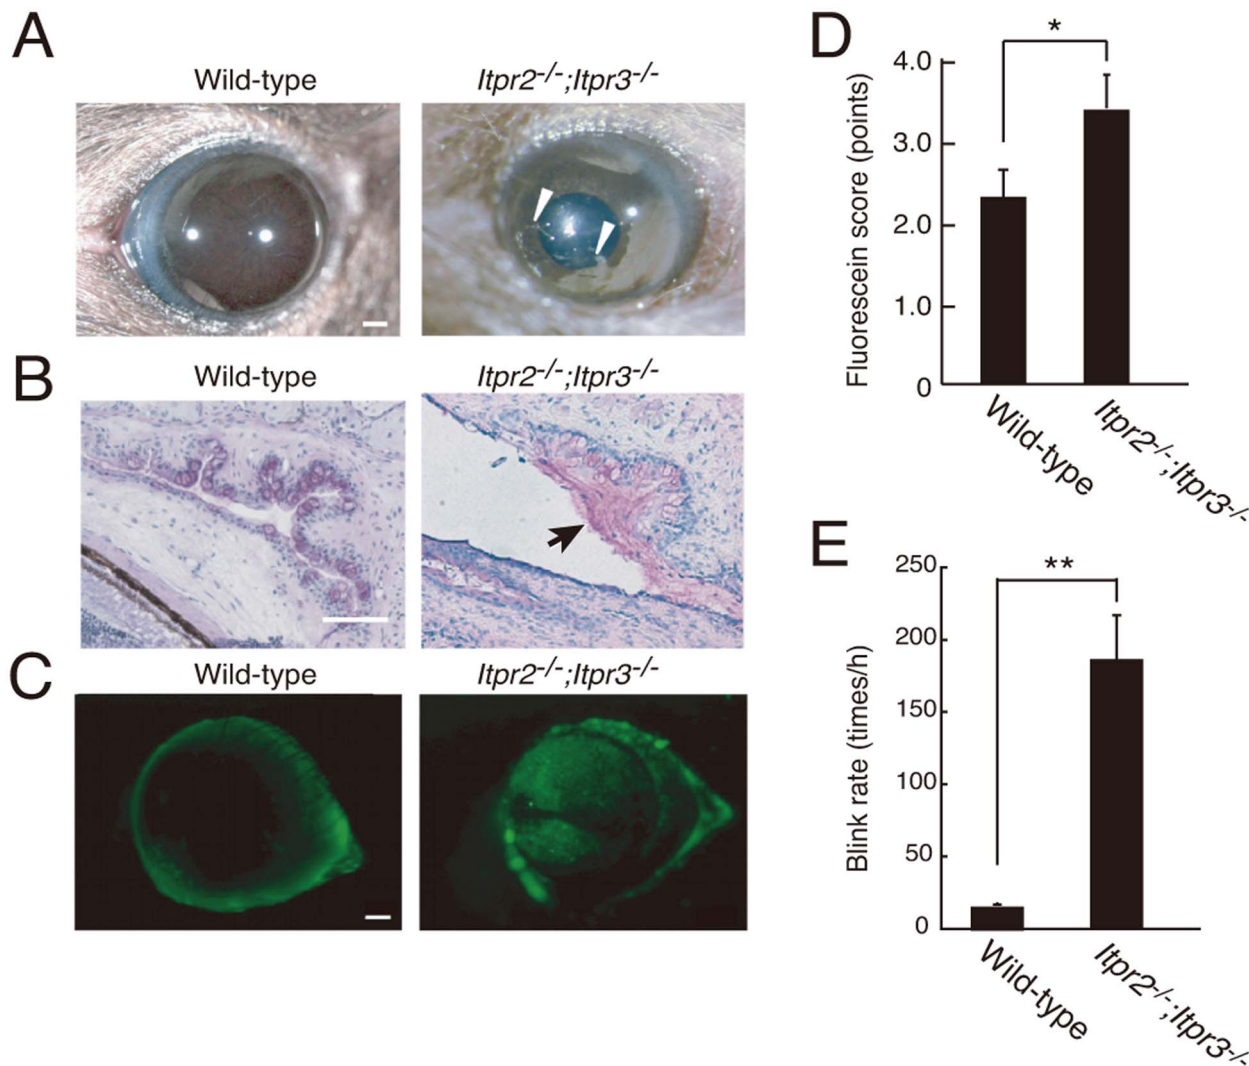 A
Wild-type
Itpr2-/-;Itpr3-/-
B
Wild-type
Itpr2-/-;Itpr3-/-
C
Wild-type
Itpr2-/-;Itpr3-/-
D
*
Fluorescein score (points)
4.0
3.0
2.0
1.0
0
Wild-type
Itpr2-/-;Itpr3-/-
E
**
Blink rate (times/h)
250
200
150
100
50
0
Wild-type
Itpr2-/-;Itpr3-/-